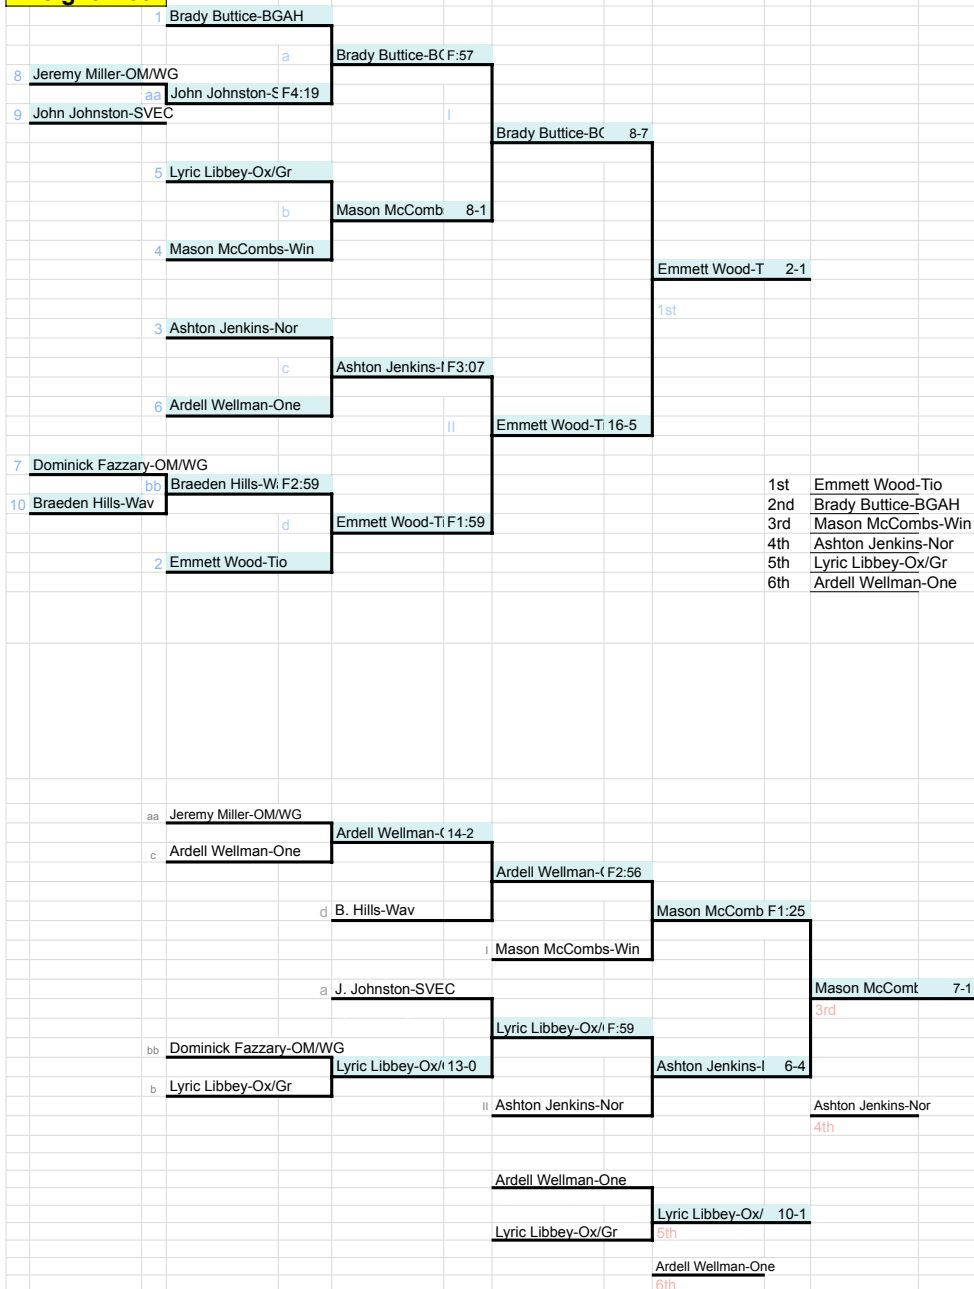 1 Brady Buttice-BGAH
a Brady Buttice-BG F:57
8 Jeremy Miller-OM/WG
aa John Johnston-S F4:19
9 John Johnston-SVEC
I
Brady Buttice-BG 8-7
5 Lyric Libbey-Ox/Gr
b Mason McComb 8-1
4 Mason McCombs-Win
Emmett Wood-T 2-1
1st
3 Ashton Jenkins-Nor
c Ashton Jenkins-N F3:07
6 Ardell Wellman-One
II Emmett Wood-Ti 16-5
7 Dominick Fazzary-OM/WG
bb Braeden Hills-Wa F2:59
10 Braeden Hills-Wav
d Emmett Wood-Ti F1:59
2 Emmett Wood-Tio
1st Emmett Wood-Tio
2nd Brady Buttice-BGAH
3rd Mason McCombs-Win
4th Ashton Jenkins-Nor
5th Lyric Libbey-Ox/Gr
6th Ardell Wellman-One
aa Jeremy Miller-OM/WG
Ardell Wellman-O 14-2
c Ardell Wellman-One
Ardell Wellman-O F2:56
d B. Hills-Wav
Mason McComb F1:25
I Mason McCombs-Win
a J. Johnston-SVEC
Mason McComb 7-1
3rd
Lyric Libbey-Ox/G F:59
bb Dominick Fazzary-OM/WG
Lyric Libbey-Ox/G 13-0
Ashton Jenkins-N 6-4
b Lyric Libbey-Ox/Gr
II Ashton Jenkins-Nor
Ashton Jenkins-Nor
4th
Ardell Wellman-One
Lyric Libbey-Ox/ 10-1
Lyric Libbey-Ox/Gr
5th
Ardell Wellman-One
6th